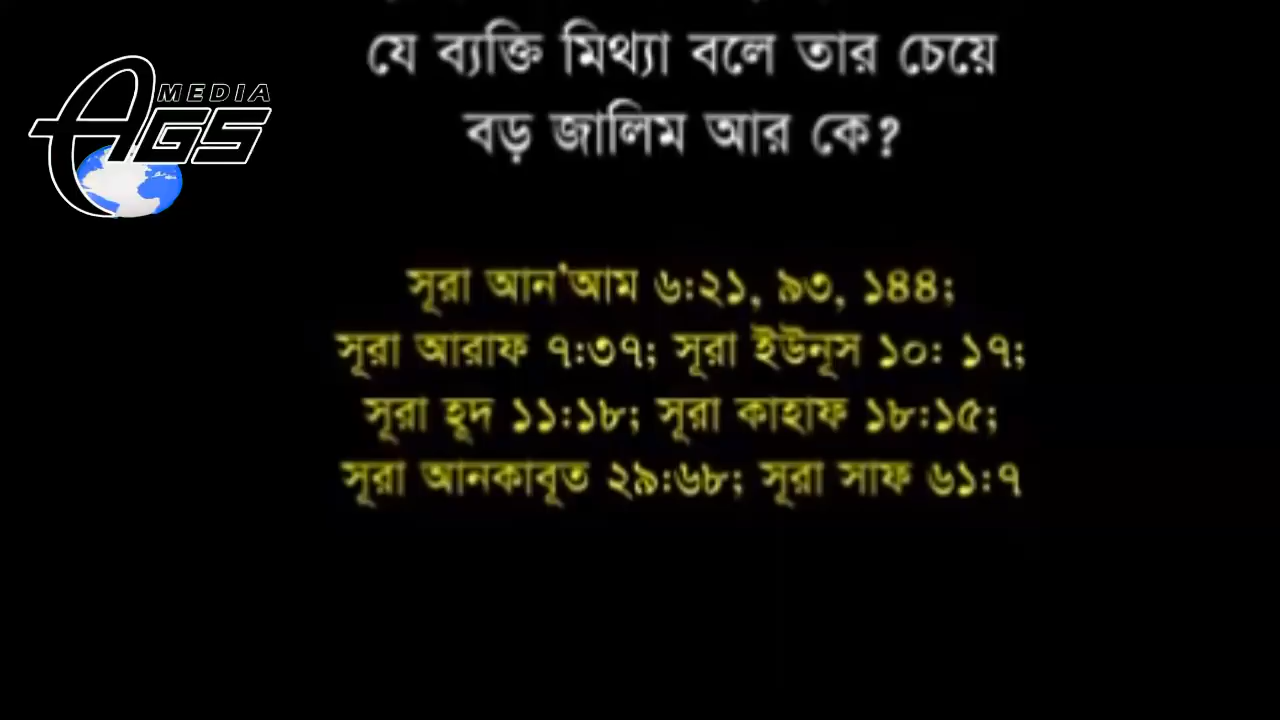 যে ব্যক্তি মিথ্যা বলে তার চেয়ে
বড় জালিম আর কে?
MEDIA
AGS
সূরা আন'আম ৬:২১, ৯৩, ১৪৪;
সূরা আরাফ ৭:৩৭; সূরা ইউনূস ১০: ১৭;
সূরা হূদ ১১:১৮; সূরা কাহাফ ১৮:১৫;
সূরা আনকাবূত ২৯:৬৮; সূরা সাফ ৬১:৭